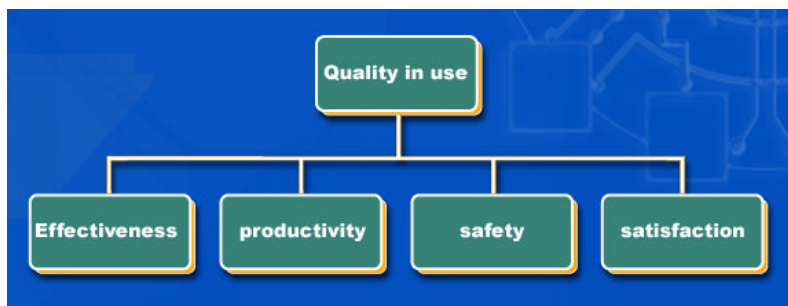 Quality in use
Effectiveness
productivity
safety
satisfaction